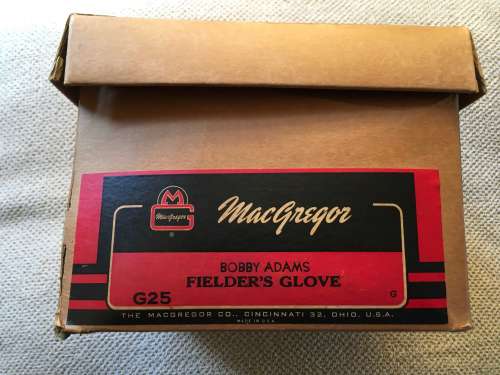 M
MacGregor
G
®
MacGregor
BOBBY ADAMS
FIELDER'S GLOVE
G25
G
THE MACGREGOR CO., CINCINNATI 32, OHIO, U.S.A.
MADE IN U.S.A.